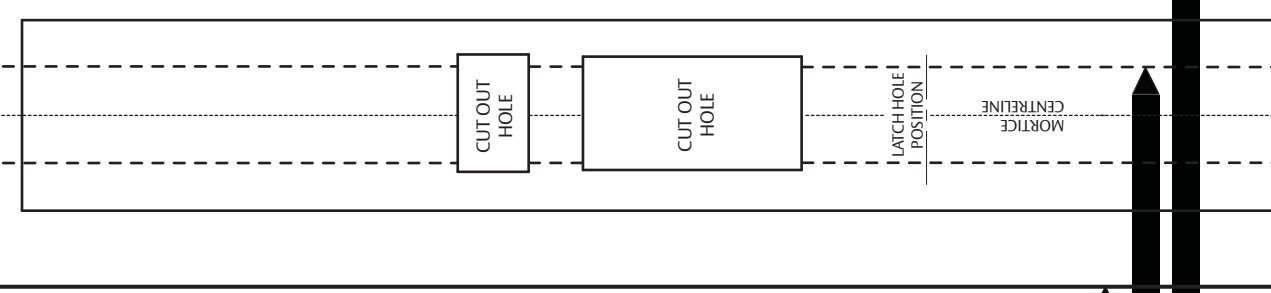 CUT OUT
HOLE
CUT OUT
HOLE
LATCH HOLE
POSITION
MORTICE
CENTRELINE